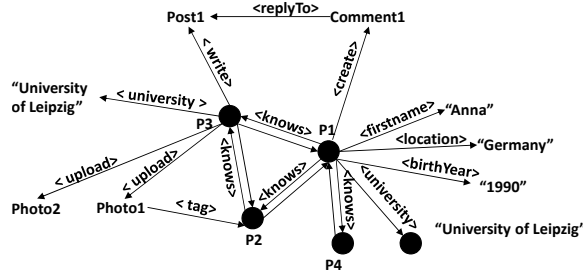 <replyTo>
Post1
Comment1
< write>
<create>
"University
of Leipzig"
< university >
P3
<knows>
P1
<firstname>
"Anna"
<location>
"Germany"
<birthYear>
"1990"
< upload>
< upload>
<knows>
<knows>
<knows>
<university>
Photo2
Photo1
< tag>
P2
P4
"University of Leipzig'